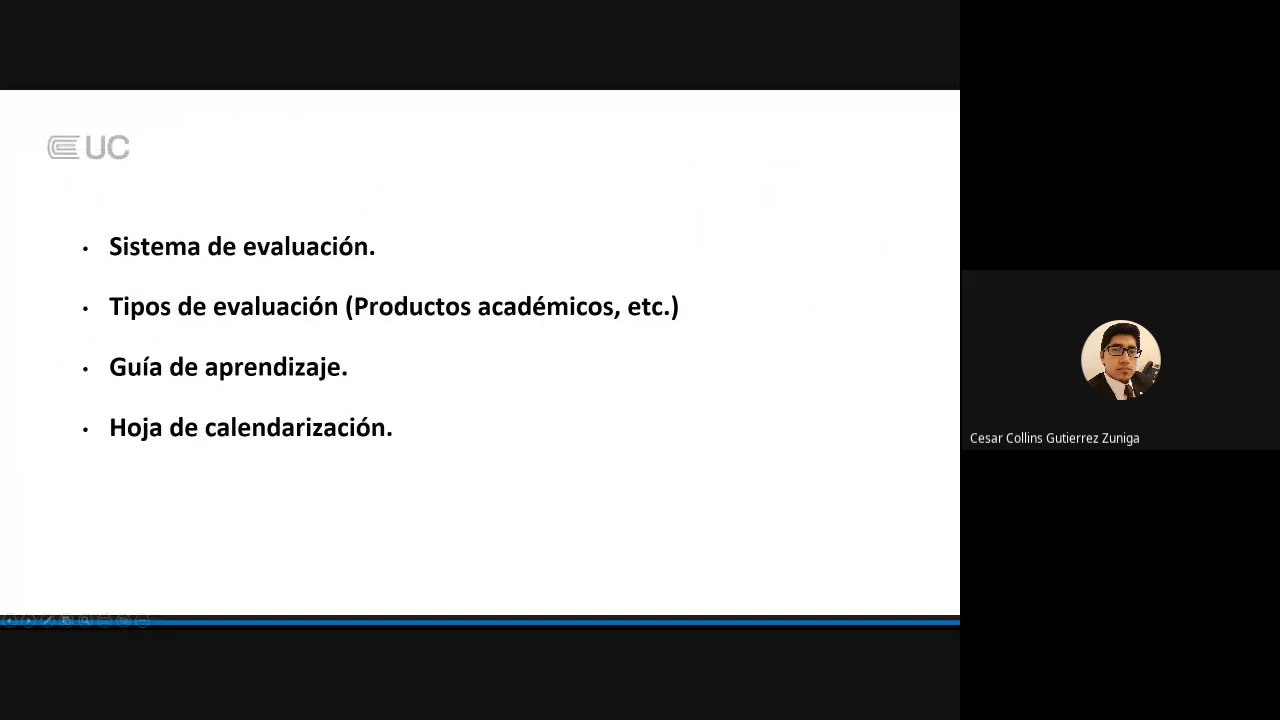 UC
Sistema de evaluación.
Tipos de evaluación (Productos académicos, etc.)
Guía de aprendizaje.
Hoja de calendarización.
Cesar Collins Gutierrez Zuniga